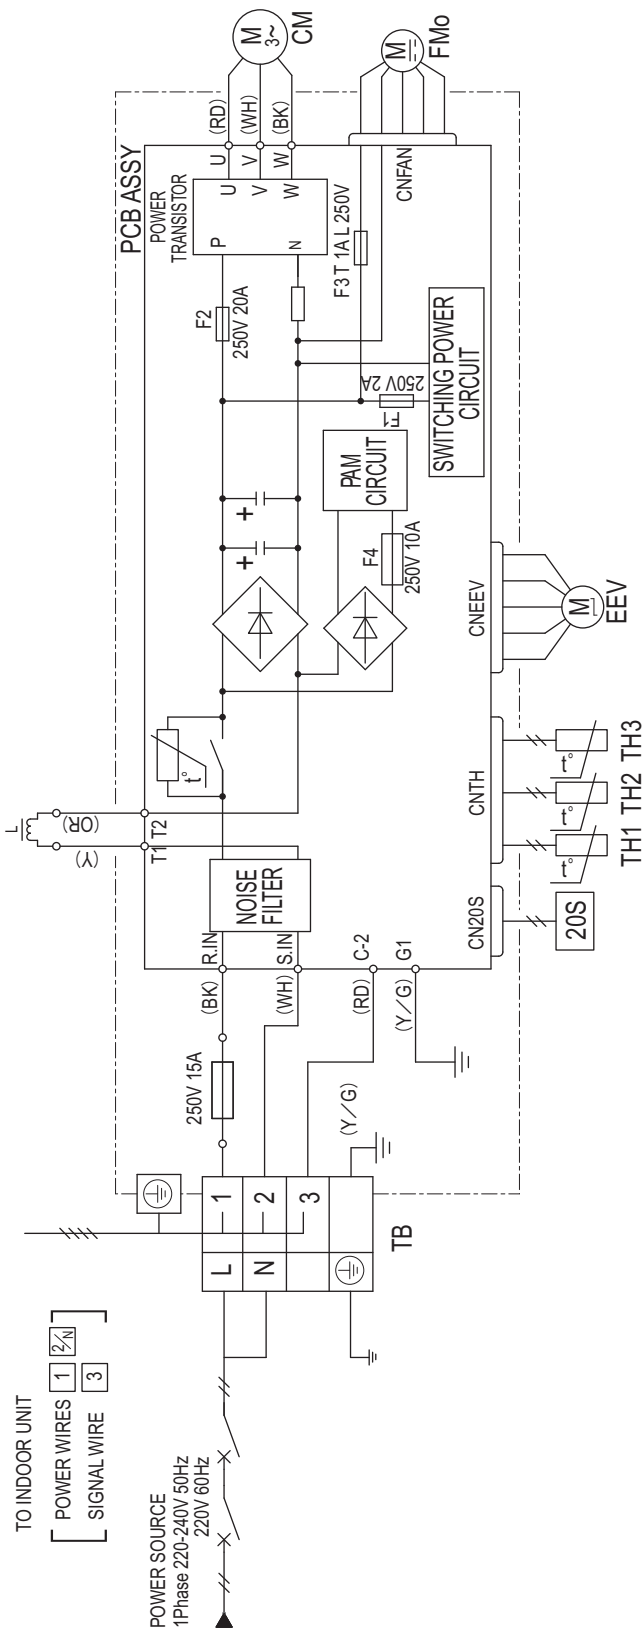 TO INDOOR UNIT
POWER WIRES 1 2/N
SIGNAL WIRE 3
POWER SOURCE
1Phase 220-240V 50Hz
220V 60Hz
L
N
1
2
3
TB
(Y/G)
250V 15A
(BK)
(WH)
(RD)
(Y/G)
R.IN
S.IN
C-2
G1
NOISE
FILTER
L
(Y)
(OR)
T1 T2
t°
PCB ASSY
POWER
TRANSISTOR
P
N
U
V
W
U
V
W
(RD)
(WH)
(BK)
M
3~
CM
F2
250V 20A
+
+
F4
250V 10A
PAM
CIRCUIT
F1
250V 2A
SWITCHING POWER
CIRCUIT
F3 T 1A L 250V
CNFAN
M
FMo
CNEEV
M
EEV
CNTH
t°
t°
t°
TH1 TH2 TH3
CN20S
20S